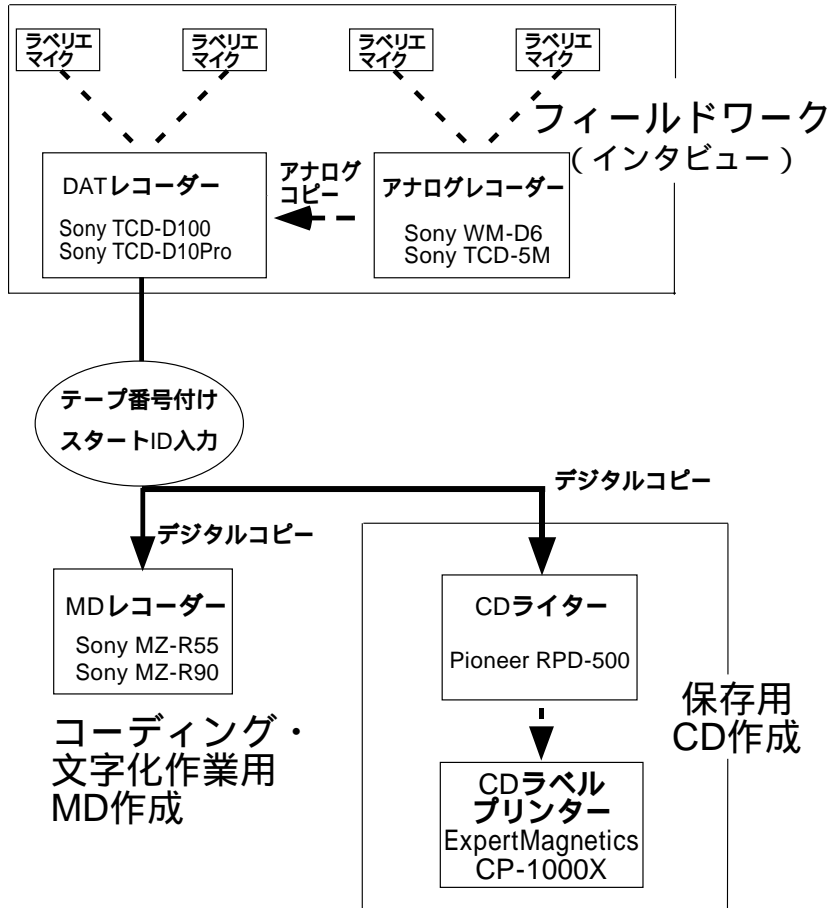 ラベリエ
マイク
ラベリエ
マイク
ラベリエ
マイク
ラベリエ
マイク
フィールドワーク
（インタビュー）
DATレコーダー
Sony TCD-D100
Sony TCD-D10Pro
アナログ
コピー
アナログレコーダー
Sony WM-D6
Sony TCD-5M
テープ番号付け
スタートID入力
デジタルコピー
デジタルコピー
MDレコーダー
Sony MZ-R55
Sony MZ-R90
コーディング・
文字化作業用
MD作成
CDライター
Pioneer RPD-500
保存用
CD作成
CDラベル
プリンター
ExpertMagnetics
CP-1000X